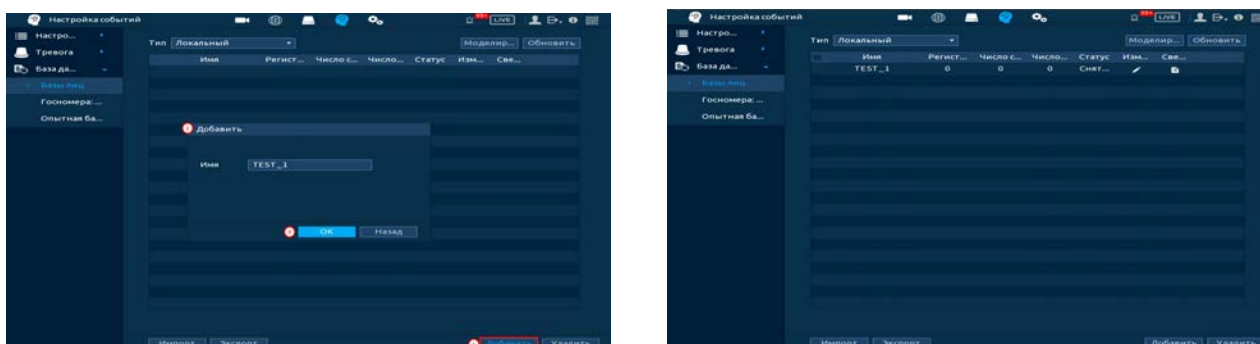 Настройка событий 99+ LIVE
Настро...
Тревога
База да...
Базы лиц
Госномера: ...
Опытная ба...
Тип Локальный Моделир... Обновить
Имя Регист... Число с... Число... Статус Изм... Све...
Добавить
Имя TEST_1
OK Назад
Импорт Экспорт Добавить Удалить
Настройка событий 99+ LIVE
Настро...
Тревога
База да...
Базы лиц
Госномера: ...
Опытная ба...
Тип Локальный Моделир... Обновить
Имя Регист... Число с... Число... Статус Изм... Све...
TEST_1 0 0 0 Снят...
Импорт Экспорт Добавить Удалить